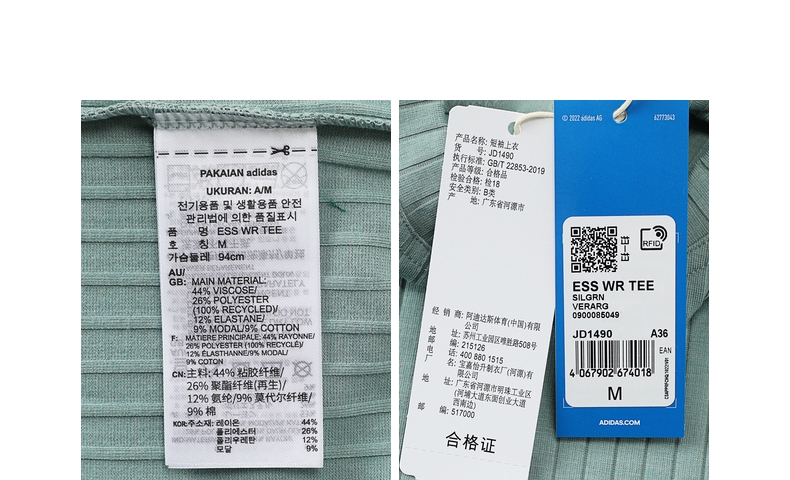 PAKAIAN adidas
UKURAN: A/M
전기용품 및 생활용품 안전
관리법에 의한 품질표시
품 명 ESS WR TEE
호 칭 M
가슴둘레 94cm
AU/
GB: MAIN MATERIAL:
44% VISCOSE/
26% POLYESTER
(100% RECYCLED)/
12% ELASTANE/
9% MODAL/9% COTTON
F: MATIERE PRINCIPALE: 44% RAYONNE/
26% POLYESTER (100% RECYCLÉ)/
12% ÉLASTHANNE/9% MODAL/
9% COTON
CN: 主料: 44% 粘胶纤维/
26% 聚酯纤维(再生)/
12% 氨纶/9% 莫代尔纤维/
9% 棉
KOR: 주소재: 레이온 44%
폴리에스터 26%
폴리우레탄 12%
모달 9%
产品名称: 短袖上衣
货 号: JD1490
执行标准: GB/T 22853-2019
产品等级: 合格品
检验合格: 检18
安全类别: B类
产 地: 广东省河源市
经 销 商: 阿迪达斯体育(中国)有限
公司
地 址: 苏州工业园区唯胜路508号
邮 编: 215126
电 话: 400 880 1515
厂 名: 宝嘉怡升制衣厂(河源)有
限公司
地 址: 广东省河源市明珠工业区
(河埔大道东面创业大道
西南边)
邮 编: 517000
合格证
© 2022 adidas AG
62773043
RFID
ESS WR TEE
SILGRN
VERARG
0900085049
JD1490 A36
EAN
4 067902 674018
M
ADIDAS.COM